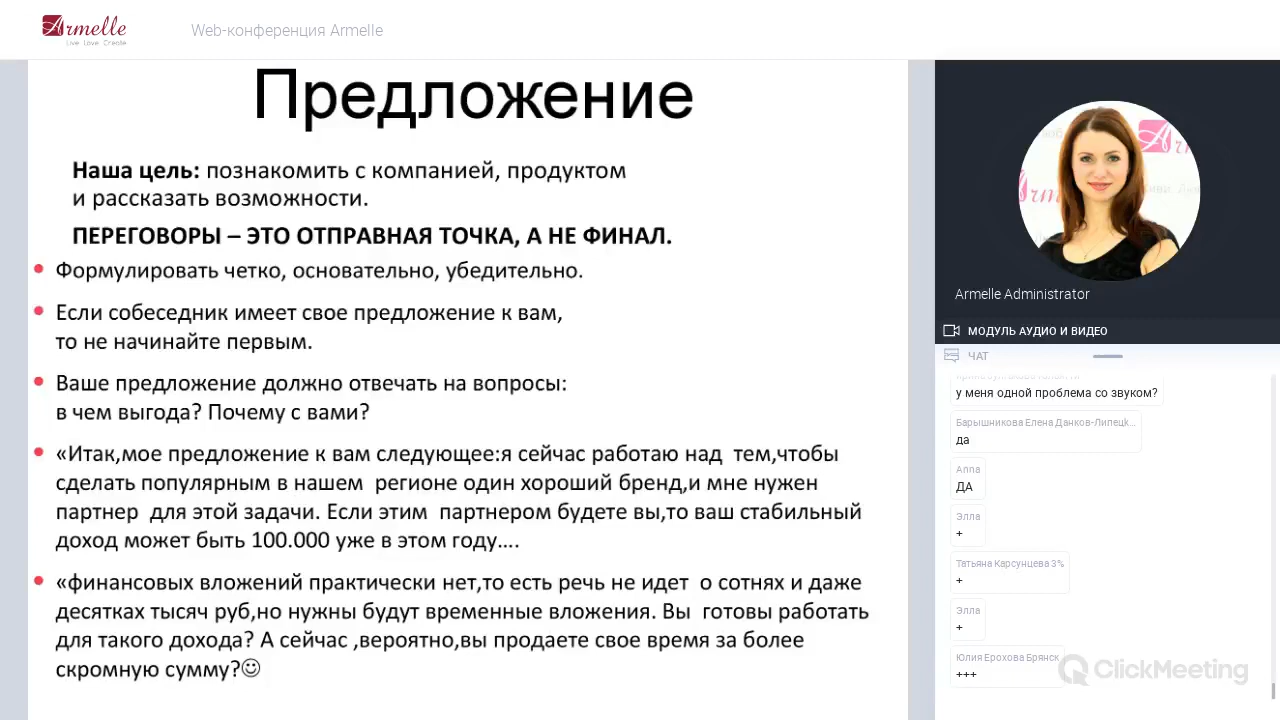 Armelle
Live Love Create
Web-конференция Armelle
Предложение
Наша цель: познакомить с компанией, продуктом
и рассказать возможности.
ПЕРЕГОВОРЫ – ЭТО ОТПРАВНАЯ ТОЧКА, А НЕ ФИНАЛ.
• Формулировать четко, основательно, убедительно.
• Если собеседник имеет свое предложение к вам,
то не начинайте первым.
• Ваше предложение должно отвечать на вопросы:
в чем выгода? Почему с вами?
• «Итак,мое предложение к вам следующее:я сейчас работаю над тем,чтобы
сделать популярным в нашем регионе один хороший бренд,и мне нужен
партнер для этой задачи. Если этим партнером будете вы,то ваш стабильный
доход может быть 100.000 уже в этом году….
• «финансовых вложений практически нет,то есть речь не идет о сотнях и даже
десятках тысяч руб,но нужны будут временные вложения. Вы готовы работать
для такого дохода? А сейчас ,вероятно,вы продаете свое время за более
скромную сумму?☺
Armelle Administrator
МОДУЛЬ АУДИО И ВИДЕО
ЧАТ
у меня одной проблема со звуком?
Барышникова Елена Данков-Липецk...
да
Anna
ДА
Элла
+
Татьяна Карсунцева 3%
+
Элла
+
Юлия Ерохова Брянск
+++
ClickMeeting